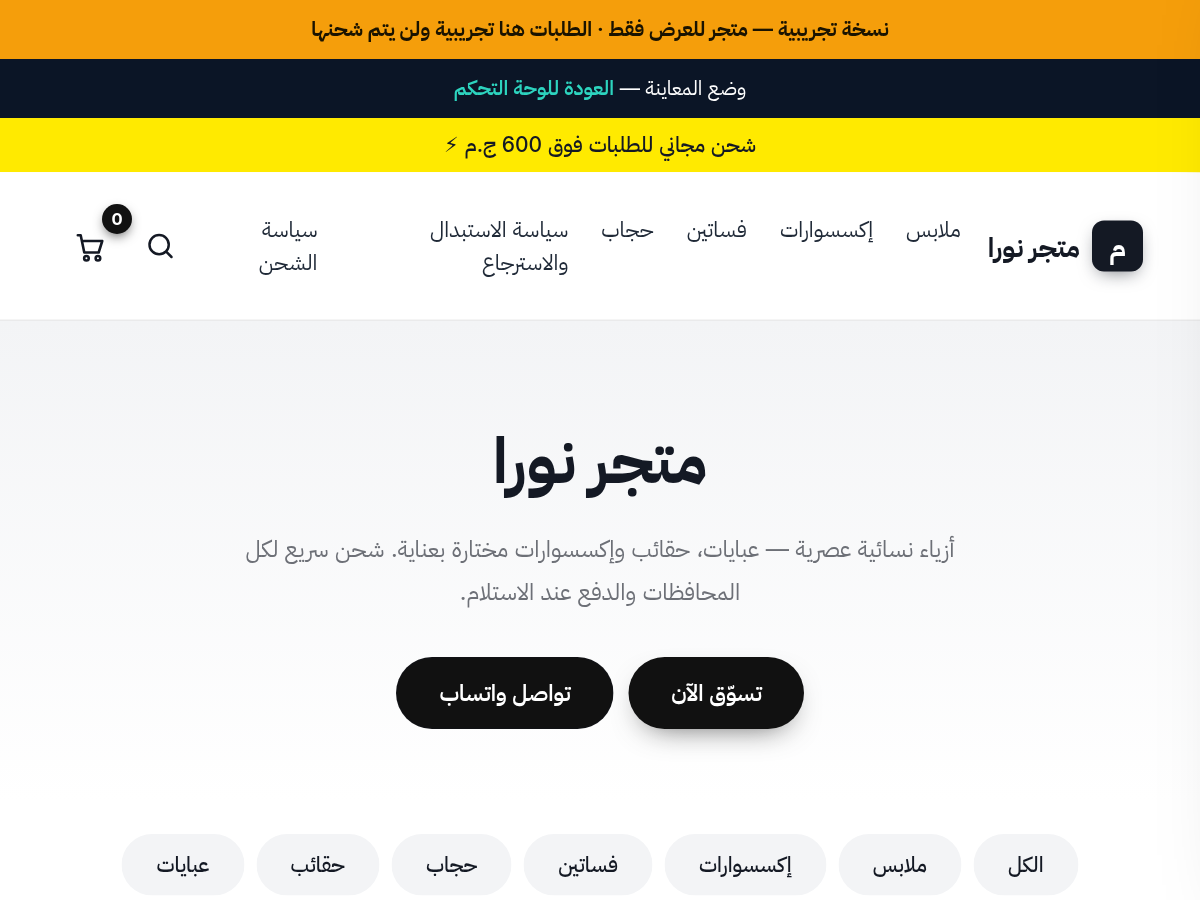 نسخة تجريبية — متجر للعرض فقط · الطلبات هنا تجريبية ولن يتم شحنها
وضع المعاينة — العودة للوحة التحكم
شحن مجاني للطلبات فوق 600 ج.م ⚡
م
متجر نورا
ملابس
إكسسوارات
فساتين
حجاب
سياسة الاستبدال
والاسترجاع
سياسة
الشحن
0
متجر نورا
أزياء نسائية عصرية — عبايات، حقائب وإكسسوارات مختارة بعناية. شحن سريع لكل
المحافظات والدفع عند الاستلام.
تسوّق الآن
تواصل واتساب
الكل
ملابس
إكسسوارات
فساتين
حجاب
حقائب
عبايات